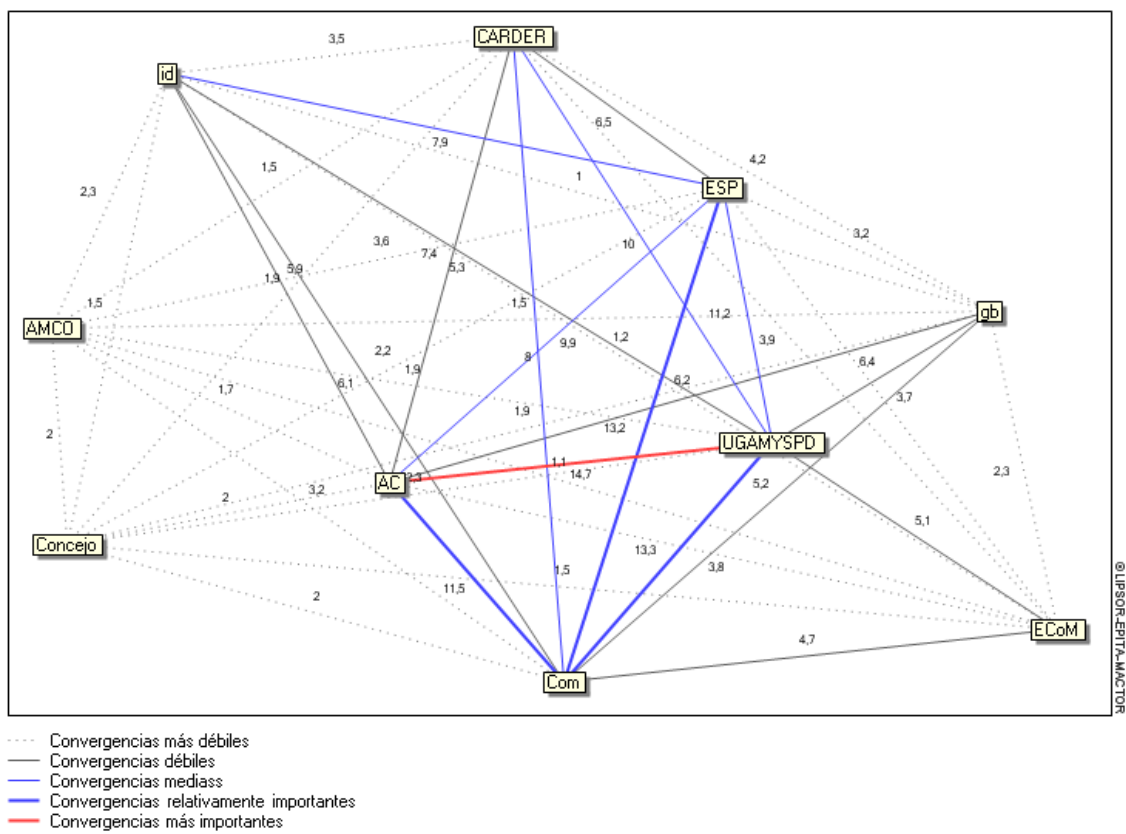 CARDER
3,5
id
6,5
7,9
4,2
1,5
1
2,3
ESP
3,2
3,6
10
7,4
5,3
5,9
1,9
1,5
1,5
11,2
gb
AMCO
1,2
3,9
9,9
2,2
8
6,4
1,9
6,2
6,1
1,7
3,7
1,9
13,2
2
UGAMYSPD
1,1
2,3
14,7
AC
5,2
2,3
3,2
2
5,1
Concejo
13,3
1,5
3,8
11,5
2
ECoM
4,7
Com
©LIPSOR-EPITA-MACTOR
Convergencias más débiles
Convergencias débiles
Convergencias mediass
Convergencias relativamente importantes
Convergencias más importantes